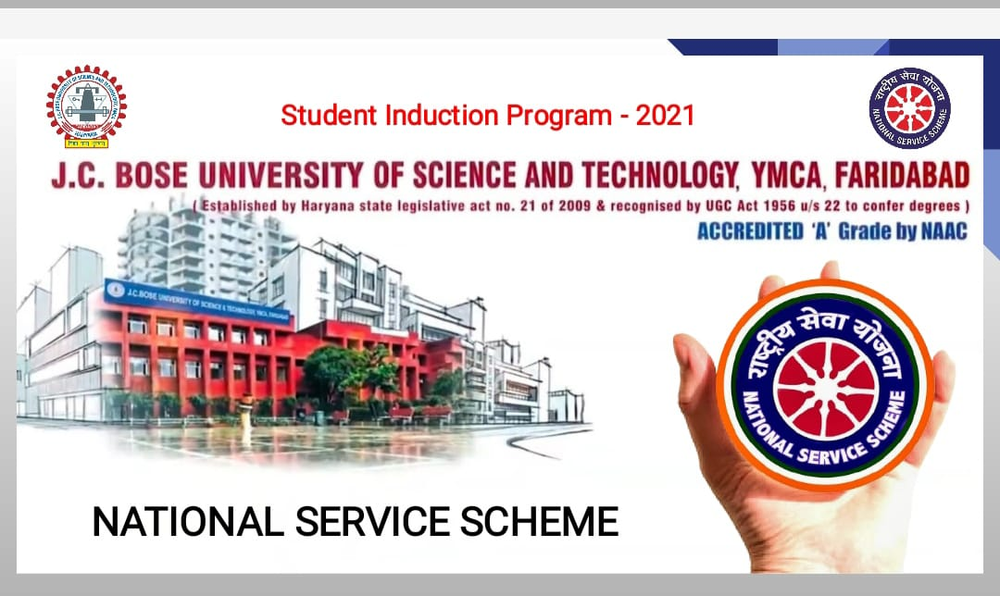 Student Induction Program - 2021
राष्ट्रीय सेवा योजना
NATIONAL SERVICE SCHEME
J.C. BOSE UNIVERSITY OF SCIENCE AND TECHNOLOGY, YMCA, FARIDABAD
( Established by Haryana state legislative act no. 21 of 2009 & recognised by UGC Act 1956 u/s 22 to confer degrees )
ACCREDITED 'A' Grade by NAAC
J.C.BOSE UNIVERSITY OF SCIENCE & TECHNOLOGY, YMCA, FARIDABAD
राष्ट्रीय सेवा योजना
NATIONAL SERVICE SCHEME
NATIONAL SERVICE SCHEME